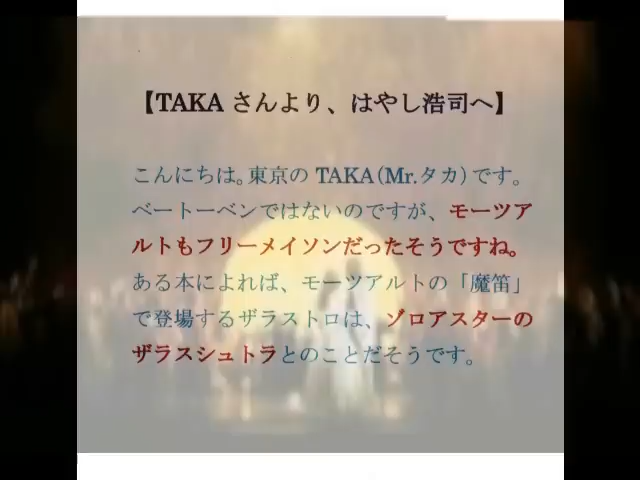 【TAKA さんより、はやし浩司へ】
こんにちは。東京の TAKA(Mr.タカ)です。
ベートーベンではないのですが、モーツア
ルトもフリーメイソンだったそうですね。
ある本によれば、モーツアルトの「魔笛」
で登場するザラストロは、ゾロアスターの
ザラスシュトラとのことだそうです。